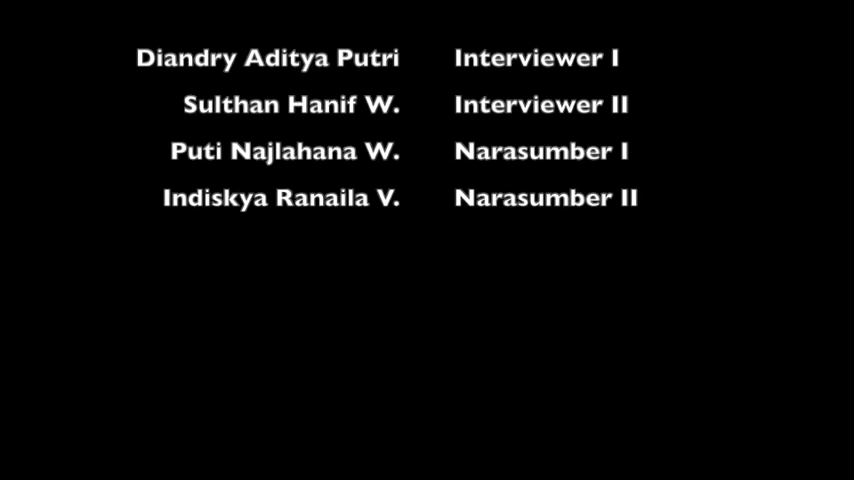 Diandry Aditya Putri Interviewer I
Sulthan Hanif W. Interviewer II
Puti Najlahana W. Narasumber I
Indiskya Ranaila V. Narasumber II